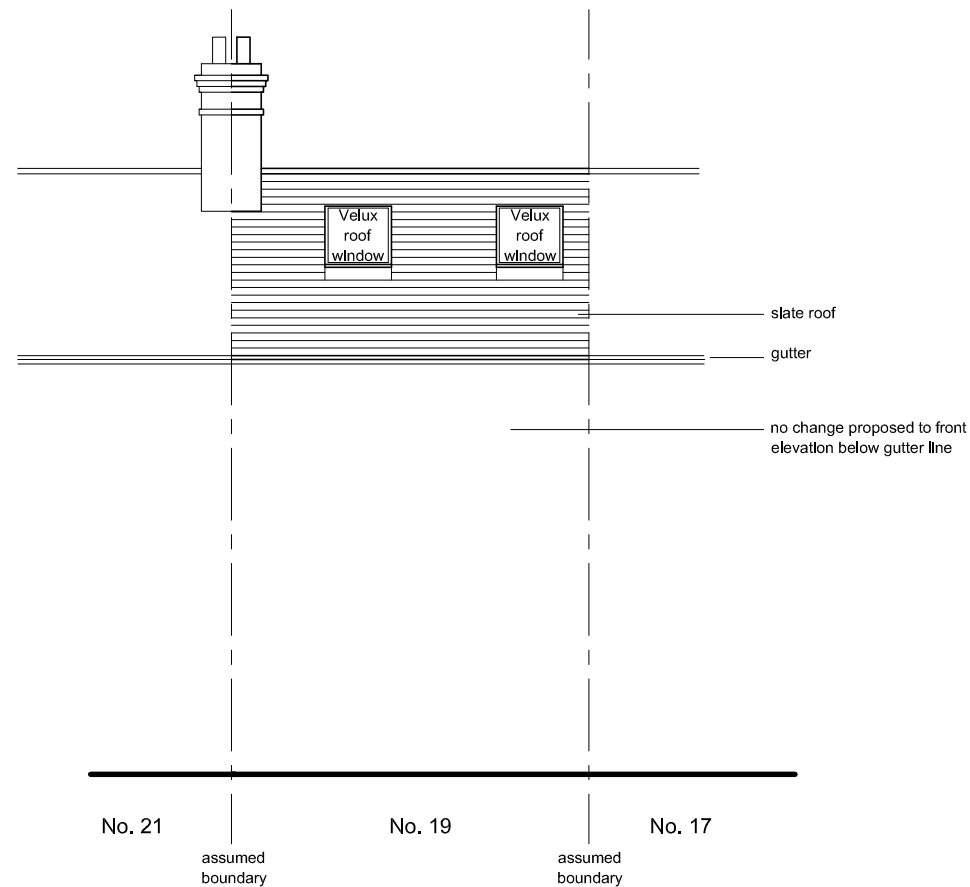 Velux
roof
window
Velux
roof
window
slate roof
gutter
no change proposed to front
elevation below gutter line
No. 21
No. 19
No. 17
assumed
boundary
assumed
boundary